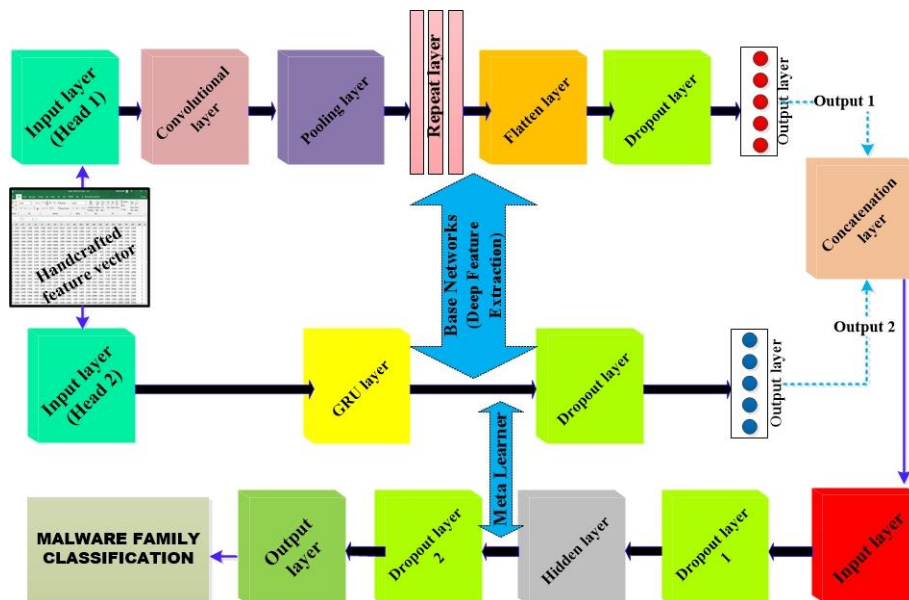 Input layer
(Head 1)
Convolutional
layer
Pooling layer
Repeat layer
Flatten layer
Dropout layer
Output layer
Output 1
Concatenation
layer
Handcrafted
feature vector
Base Networks
(Deep Feature
Extraction)
Output 2
Input layer
(Head 2)
GRU layer
Dropout layer
Output layer
Meta Learner
MALWARE FAMILY
CLASSIFICATION
Output
layer
Dropout layer
2
Hidden layer
Dropout layer
1
Input layer